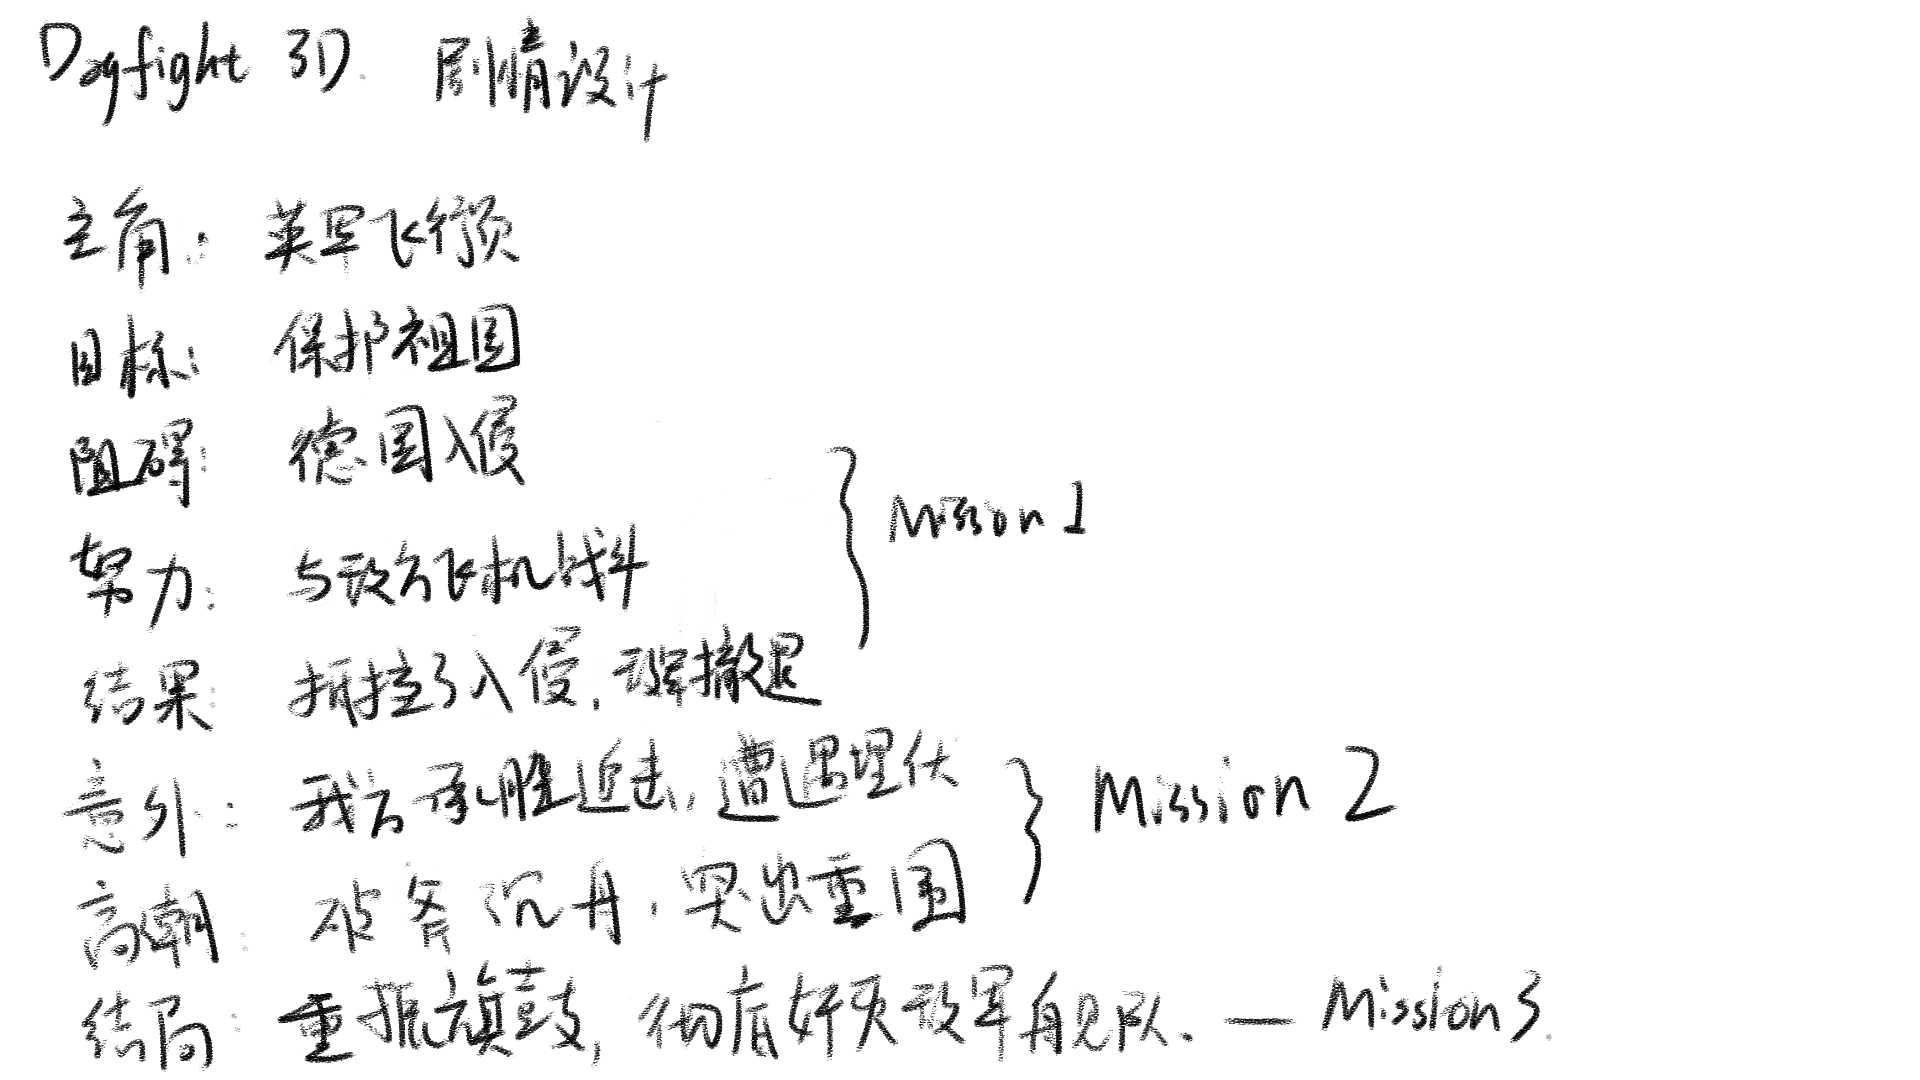 Dogfight 3D 剧情设计
主角: 英军飞行员
目标: 保护祖国
阻碍: 德国入侵
Mission 1
努力: 与敌方飞机战斗
结果: 抵挡了入侵,敌军撤退
意外: 我方乘胜追击,遭遇埋伏
Mission 2
高潮: 破釜沉舟,突出重围
结局: 重振旗鼓,彻底奸灭敌军舰队. — Mission 3.